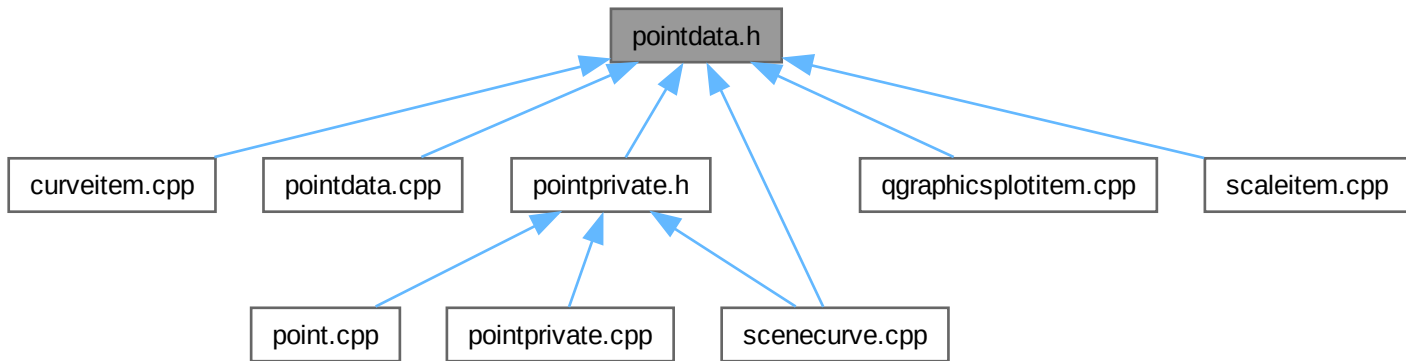 pointdata.h
curveitem.cpp
pointdata.cpp
pointprivate.h
qgraphicsplotitem.cpp
scaleitem.cpp
point.cpp
pointprivate.cpp
scenecurve.cpp